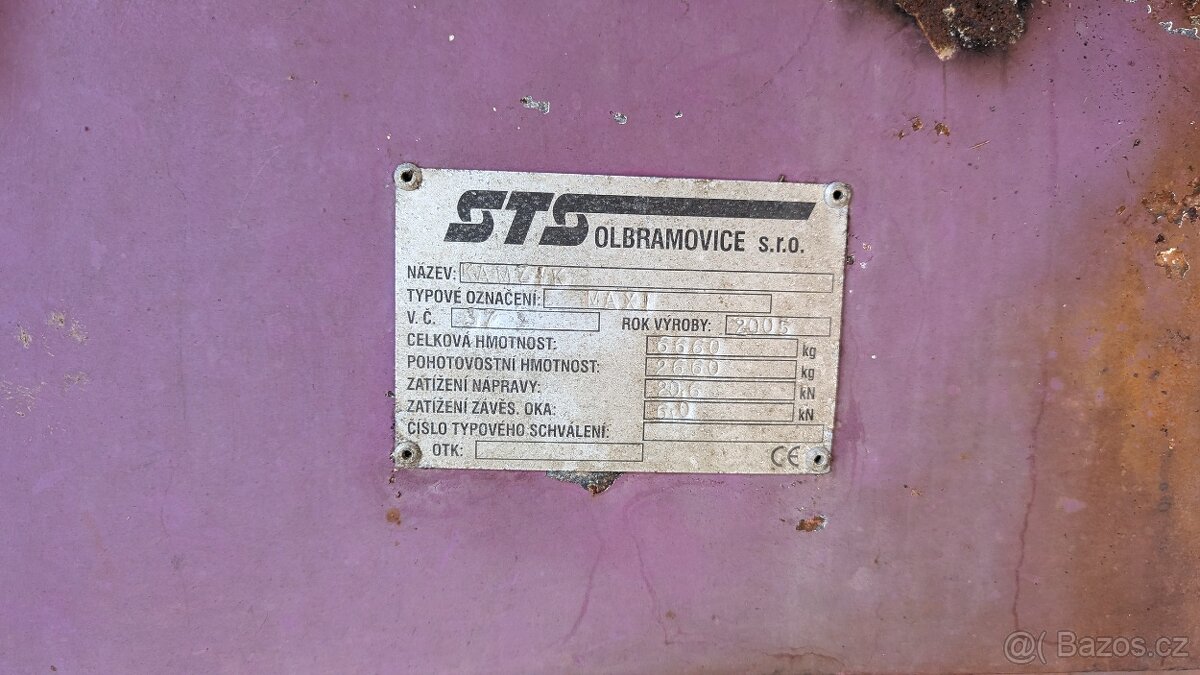 STS OLBRAMOVICE s.r.o.
NÁZEV: KAMZÍK
TYPOVÉ OZNAČENÍ: MAXI
V. Č. ROK VÝROBY: 2005
CELKOVÁ HMOTNOST: 6660 kg
POHOTOVOSTNÍ HMOTNOST: 2660 kg
ZATÍŽENÍ NÁPRAVY: kN
ZATÍŽENÍ ZÁVĚS. OKA: kN
ČÍSLO TYPOVÉHO SCHVÁLENÍ:
OTK: CE
@( Bazos.cz